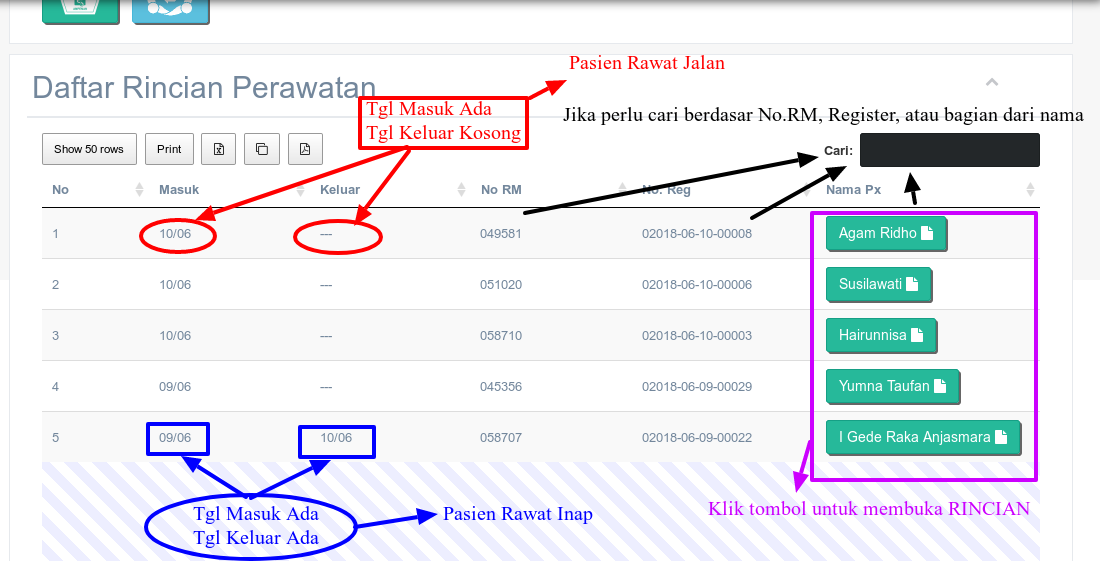 Pasien Rawat Jalan
Daftar Rincian Perawatan
Tgl Masuk Ada
Tgl Keluar Kosong
Jika perlu cari berdasar No.RM, Register, atau bagian dari nama
Show 50 rows Print Cari:
No Masuk Keluar No RM No. Reg Nama Px
1 10/06 --- 049581 02018-06-10-00008 Agam Ridho
2 10/06 --- 051020 02018-06-10-00006 Susilawati
3 10/06 --- 058710 02018-06-10-00003 Hairunnisa
4 09/06 --- 045356 02018-06-09-00029 Yumna Taufan
5 09/06 10/06 058707 02018-06-09-00022 I Gede Raka Anjasmara
Tgl Masuk Ada
Tgl Keluar Ada
Pasien Rawat Inap
Klik tombol untuk membuka RINCIAN